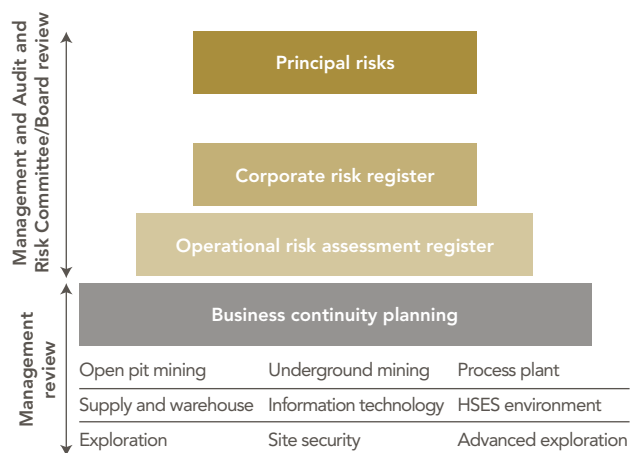 Management and Audit and
Risk Committee/Board review
Principal risks
Corporate risk register
Operational risk assessment register
Management
review
Business continuity planning
Open pit mining Underground mining Process plant
Supply and warehouse Information technology HSES environment
Exploration Site security Advanced exploration